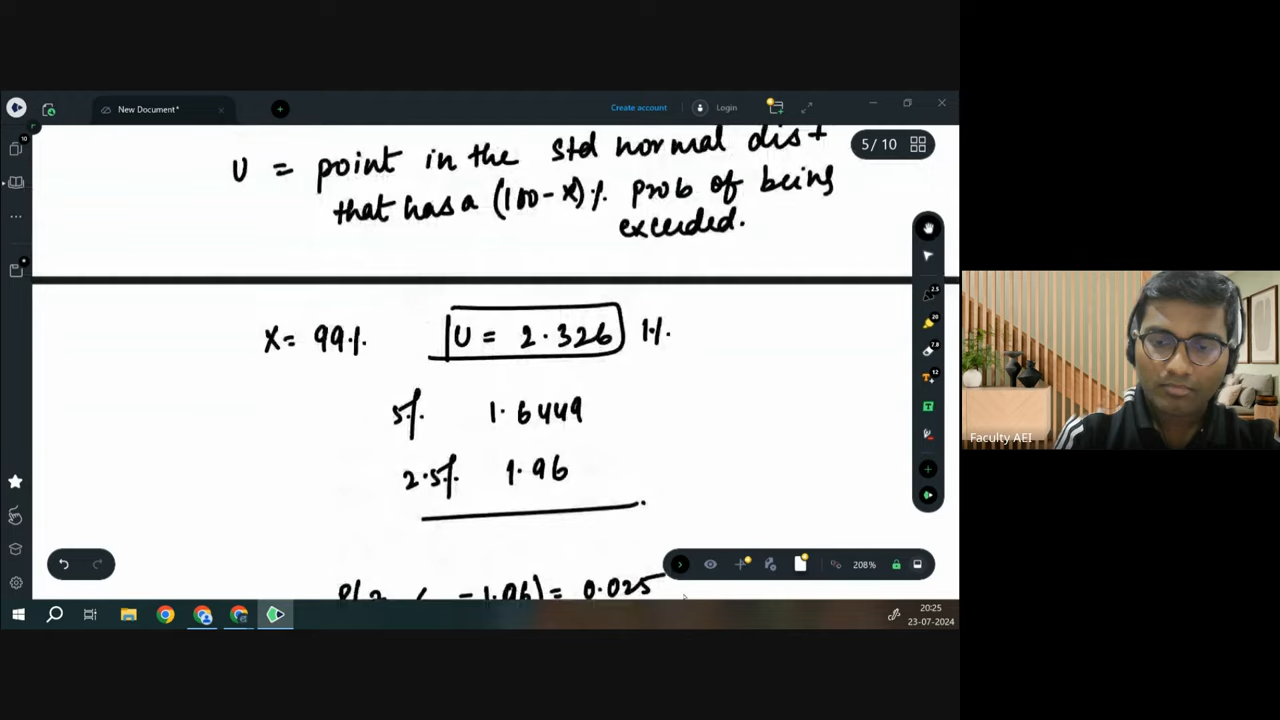 New Document*
Create account
Login
5 / 10
U = point in the std normal dist
that has a (100 - X)% prob of being
exceeded.
X = 99% U = 2.326 1%
5% 1.6449
2.5% 1.96
- 1.96) = 0.025
208%
20:25
23-07-2024
Faculty AEI